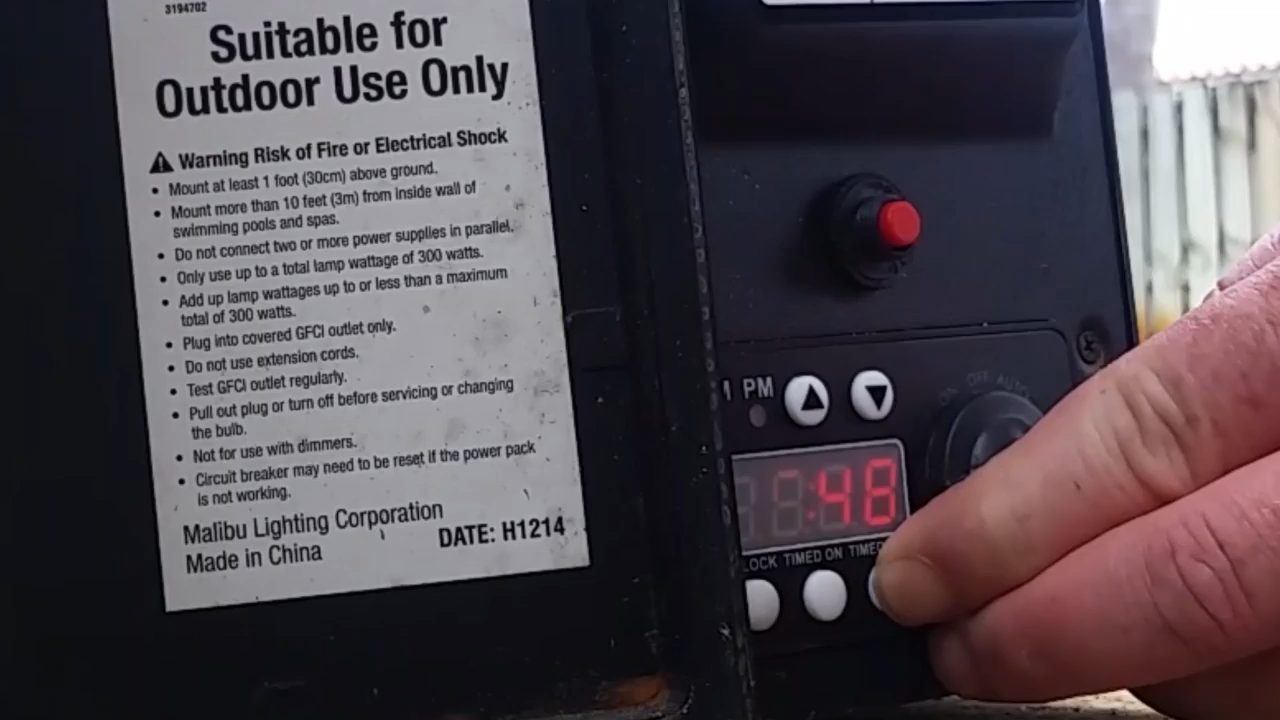 3194702
Suitable for
Outdoor Use Only
Warning Risk of Fire or Electrical Shock
• Mount at least 1 foot (30cm) above ground.
• Mount more than 10 feet (3m) from inside wall of
swimming pools and spas.
• Do not connect two or more power supplies in parallel.
• Only use up to a total lamp wattage of 300 watts.
• Add up lamp wattages up to or less than a maximum
total of 300 watts.
• Plug into covered GFCI outlet only.
• Do not use extension cords.
• Test GFCI outlet regularly.
• Pull out plug or turn off before servicing or changing
the bulb.
• Not for use with dimmers.
• Circuit breaker may need to be reset if the power pack
is not working.
Malibu Lighting Corporation
Made in China
DATE: H1214
ON OFF AUTO
PM
:48
LOCK TIMED ON TIMED